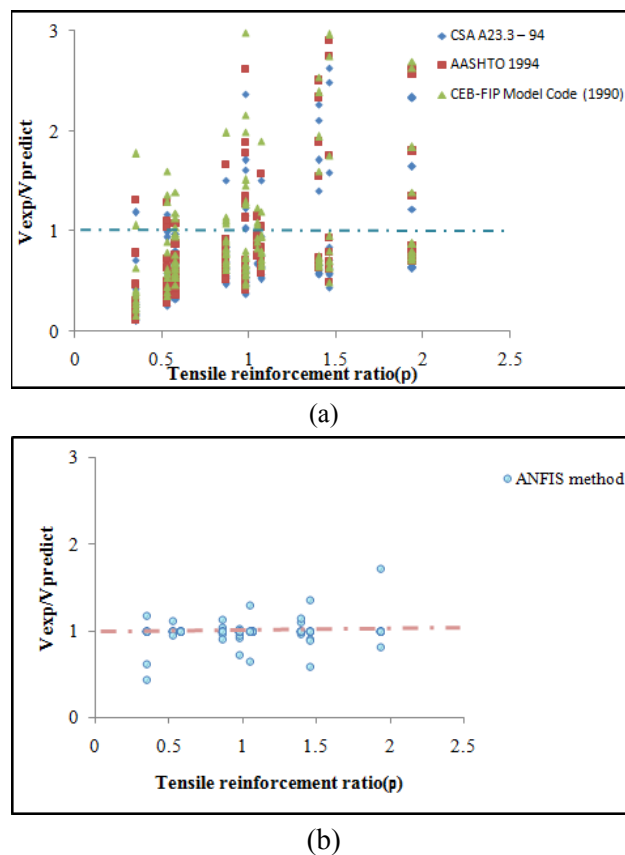 3
CSA A23.3 – 94
AASHTO 1994
2
CEB-FIP Model Code (1990)
Vexp/Vpredict
1
0
0 0.5 1 1.5 2 2.5
Tensile reinforcement ratio(p)
(a)
3
ANFIS method
2
Vexp/Vpredict
1
0
0 0.5 1 1.5 2 2.5
Tensile reinforcement ratio(p)
(b)